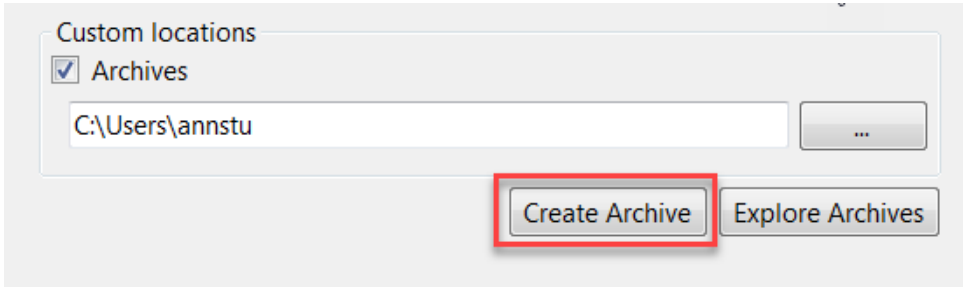 Custom locations
Archives
C:\Users\annstu
...
Create Archive
Explore Archives